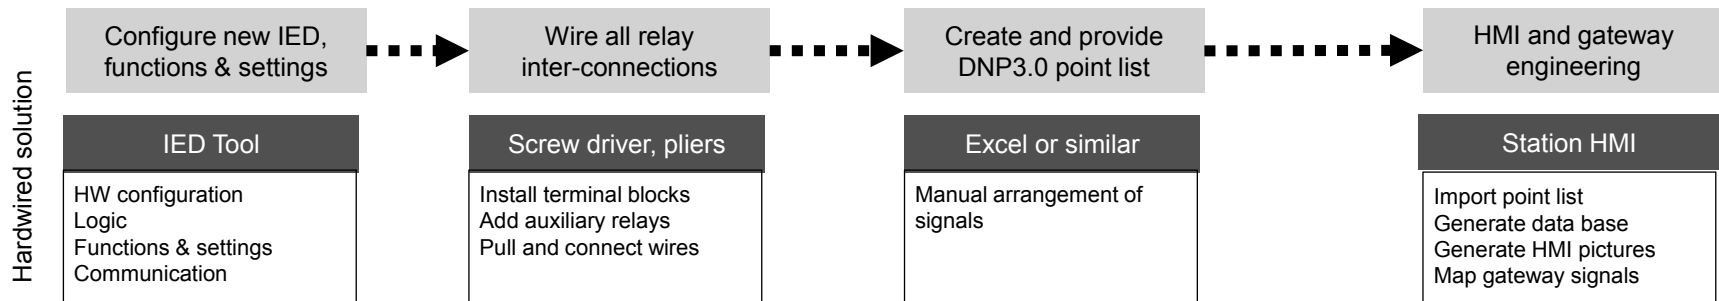 Hardwired solution
Configure new IED,
functions & settings
Wire all relay
inter-connections
Create and provide
DNP3.0 point list
HMI and gateway
engineering
IED Tool
HW configuration
Logic
Functions & settings
Communication
Screw driver, pliers
Install terminal blocks
Add auxiliary relays
Pull and connect wires
Excel or similar
Manual arrangement of
signals
Station HMI
Import point list
Generate data base
Generate HMI pictures
Map gateway signals